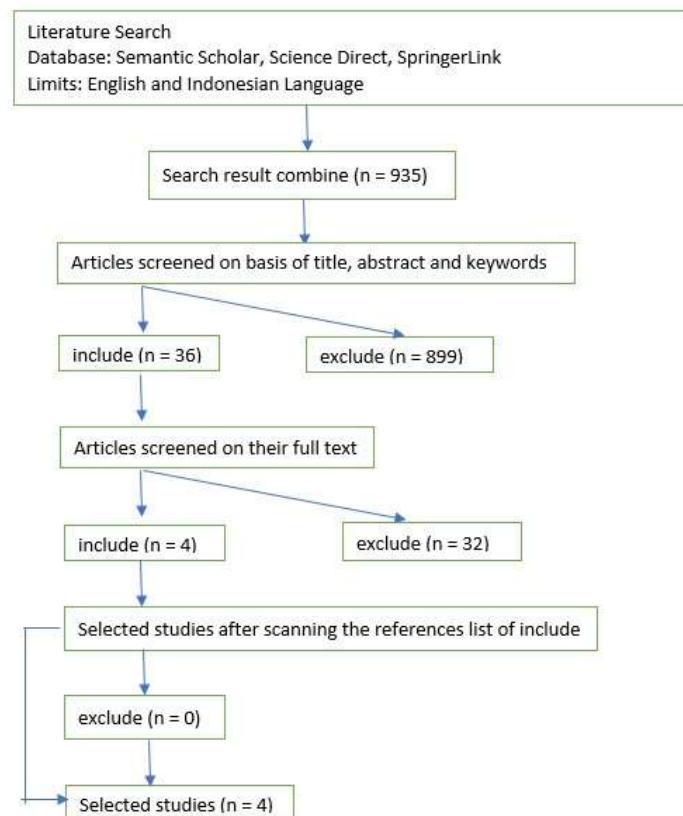 Literature Search
Database: Semantic Scholar, Science Direct, SpringerLink
Limits: English and Indonesian Language
Search result combine (n = 935)
Articles screened on basis of title, abstract and keywords
include (n = 36)
exclude (n = 899)
Articles screened on their full text
include (n = 4)
exclude (n = 32)
Selected studies after scanning the references list of include
exclude (n = 0)
Selected studies (n = 4)